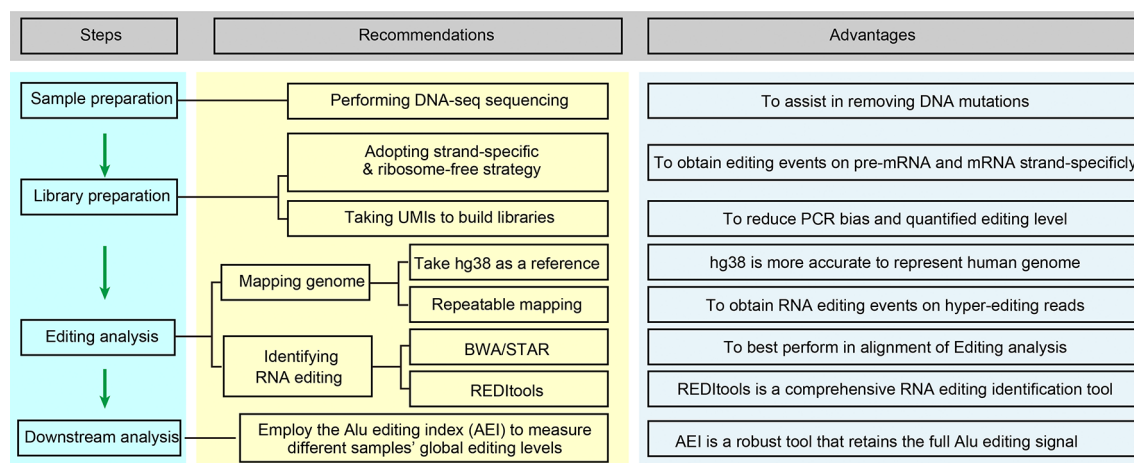 Steps
Recommendations
Advantages
Sample preparation
Performing DNA-seq sequencing
To assist in removing DNA mutations
Library preparation
Adopting strand-specific
& ribosome-free strategy
To obtain editing events on pre-mRNA and mRNA strand-specificly
Taking UMIs to build libraries
To reduce PCR bias and quantified editing level
Editing analysis
Mapping genome
Take hg38 as a reference
hg38 is more accurate to represent human genome
Repeatable mapping
To obtain RNA editing events on hyper-editing reads
Identifying
RNA editing
BWA/STAR
To best perform in alignment of Editing analysis
REDItools
REDItools is a comprehensive RNA editing identification tool
Downstream analysis
Employ the Alu editing index (AEI) to measure
different samples' global editing levels
AEI is a robust tool that retains the full Alu editing signal